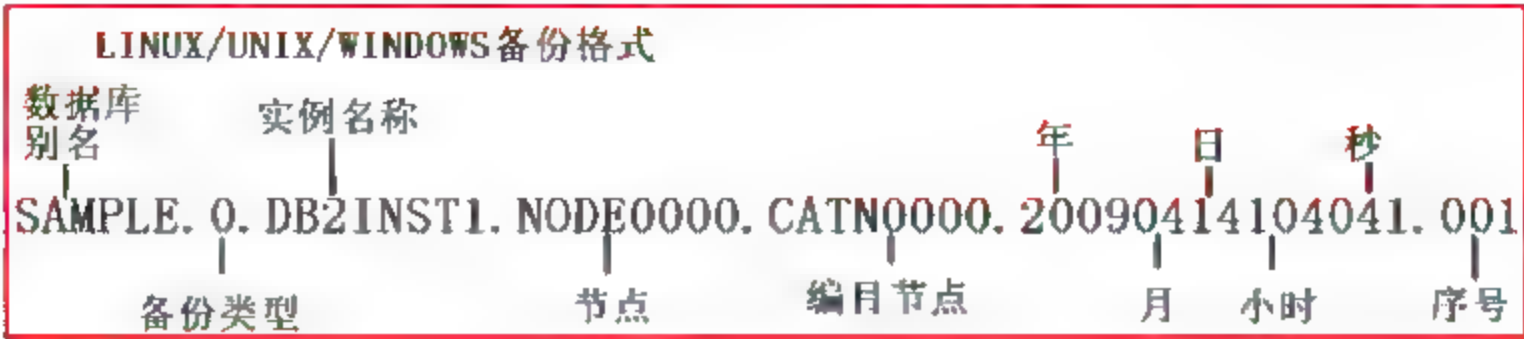 LINUX/UNIX/WINDOWS备份格式
数据库
别名
实例名称
年
日
秒
SAMPLE.0.DB2INST1.NODE0000.CATN0000.20090414104041.001
备份类型
节点
编目节点
月
小时
序号